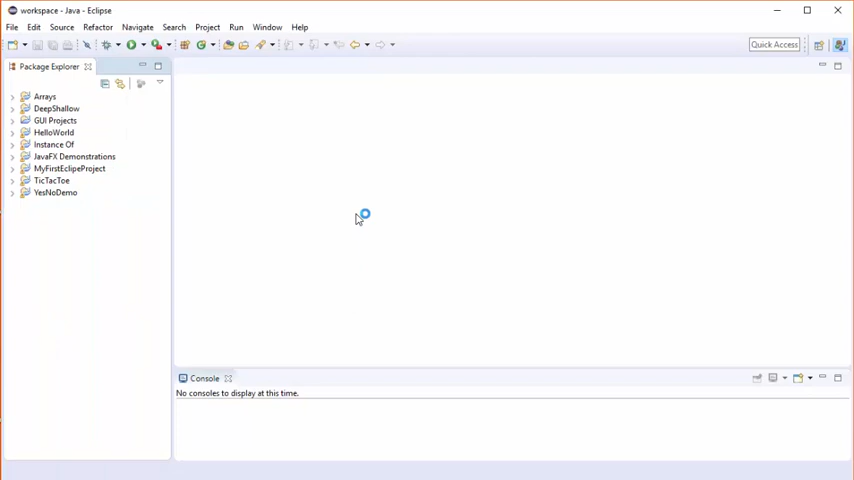 workspace - Java - Eclipse
File Edit Source Refactor Navigate Search Project Run Window Help
Quick Access
Package Explorer
Arrays
DeepShallow
GUI Projects
HelloWorld
Instance Of
JavaFX Demonstrations
MyFirstEclipeProject
TicTacToe
YesNoDemo
Console
No consoles to display at this time.